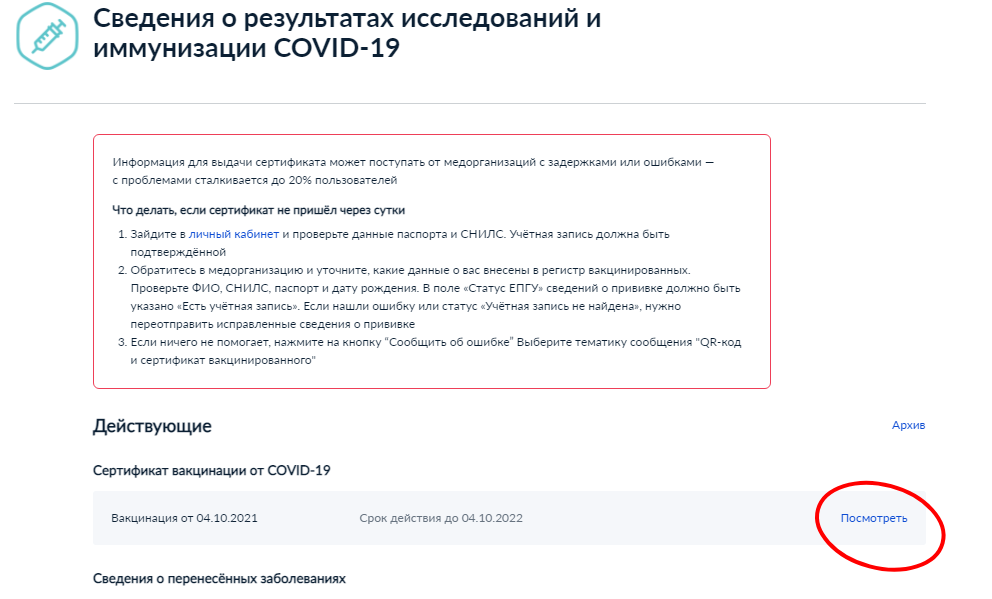 Сведения о результатах исследований и
иммунизации COVID-19
Информация для выдачи сертификата может поступать от медорганизаций с задержками или ошибками —
с проблемами сталкивается до 20% пользователей
Что делать, если сертификат не пришёл через сутки
1. Зайдите в личный кабинет и проверьте данные паспорта и СНИЛС. Учётная запись должна быть
подтверждённой
2. Обратитесь в медорганизацию и уточните, какие данные о вас внесены в регистр вакцинированных.
Проверьте ФИО, СНИЛС, паспорт и дату рождения. В поле «Статус ЕПГУ» сведений о прививке должно быть
указано «Есть учётная запись». Если нашли ошибку или статус «Учётная запись не найдена», нужно
переотправить исправленные сведения о прививке
3. Если ничего не помогает, нажмите на кнопку “Сообщить об ошибке” Выберите тематику сообщения "QR-код
и сертификат вакцинированного"
Действующие Архив
Сертификат вакцинации от COVID-19
Вакцинация от 04.10.2021 Срок действия до 04.10.2022 Посмотреть
Сведения о перенесённых заболеваниях